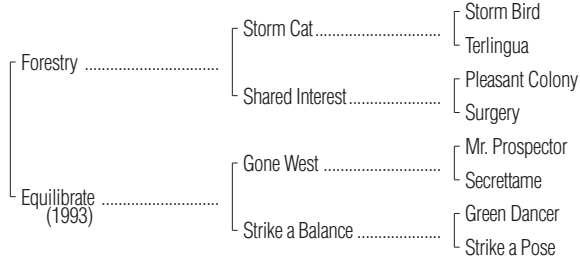 Storm Bird
Storm Cat
Terlingua
Forestry
Pleasant Colony
Shared Interest
Surgery
Mr. Prospector
Gone West
Secrettame
Equilibrate
(1993)
Green Dancer
Strike a Balance
Strike a Pose